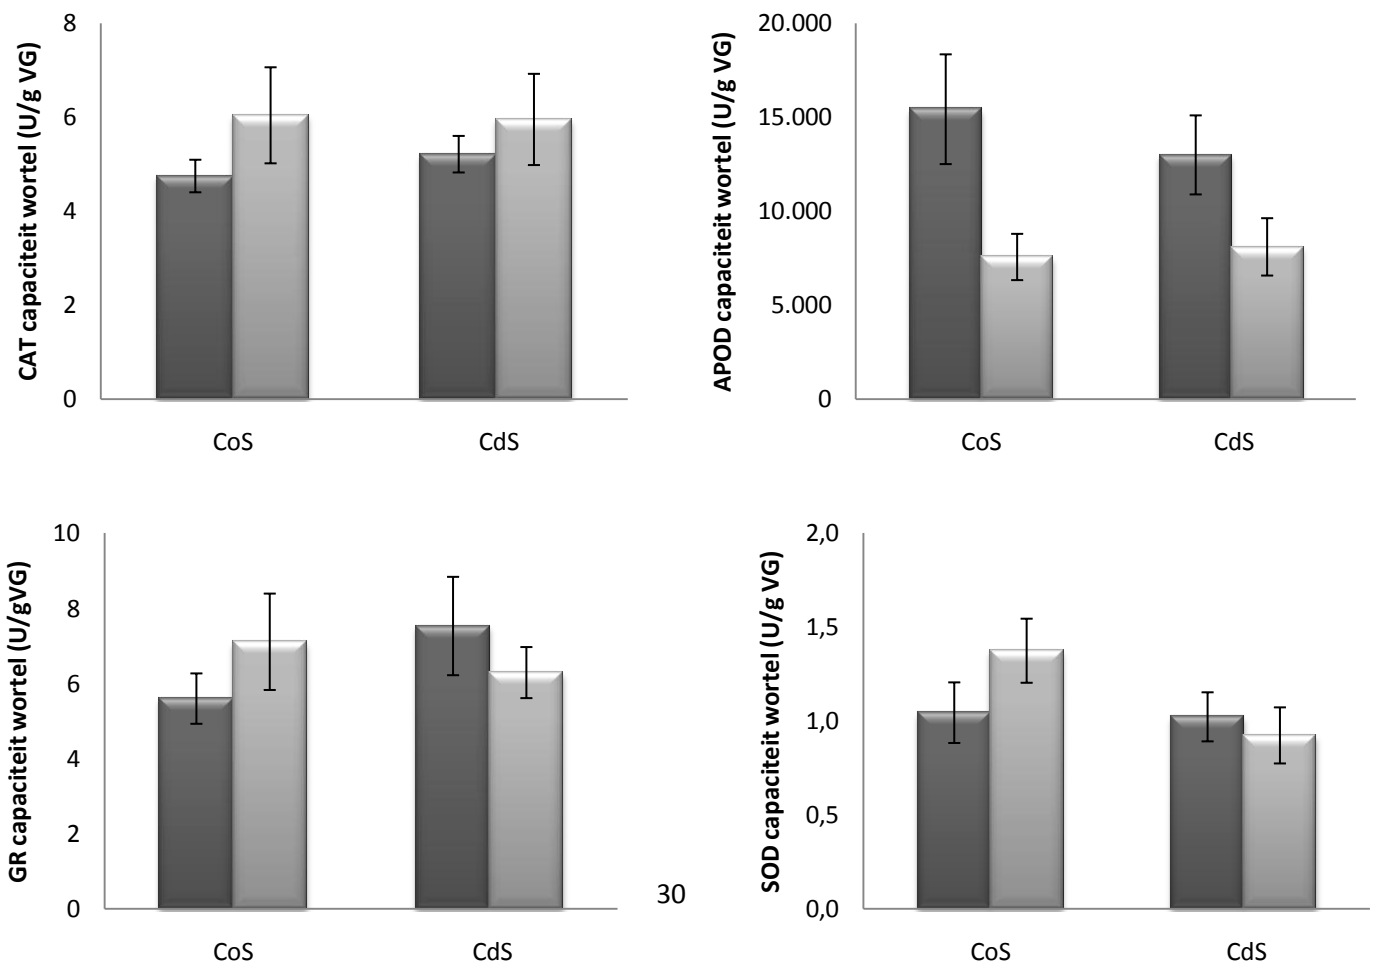 CAT capaciteit wortel (U/g VG)
8
6
4
2
0
CoS
CdS
APOD capaciteit wortel (U/g VG)
20.000
15.000
10.000
5.000
0
CoS
CdS
GR capaciteit wortel (U/gVG)
10
8
6
4
2
0
CoS
CdS
30
SOD capaciteit wortel (U/g VG)
2,0
1,5
1,0
0,5
0,0
CoS
CdS